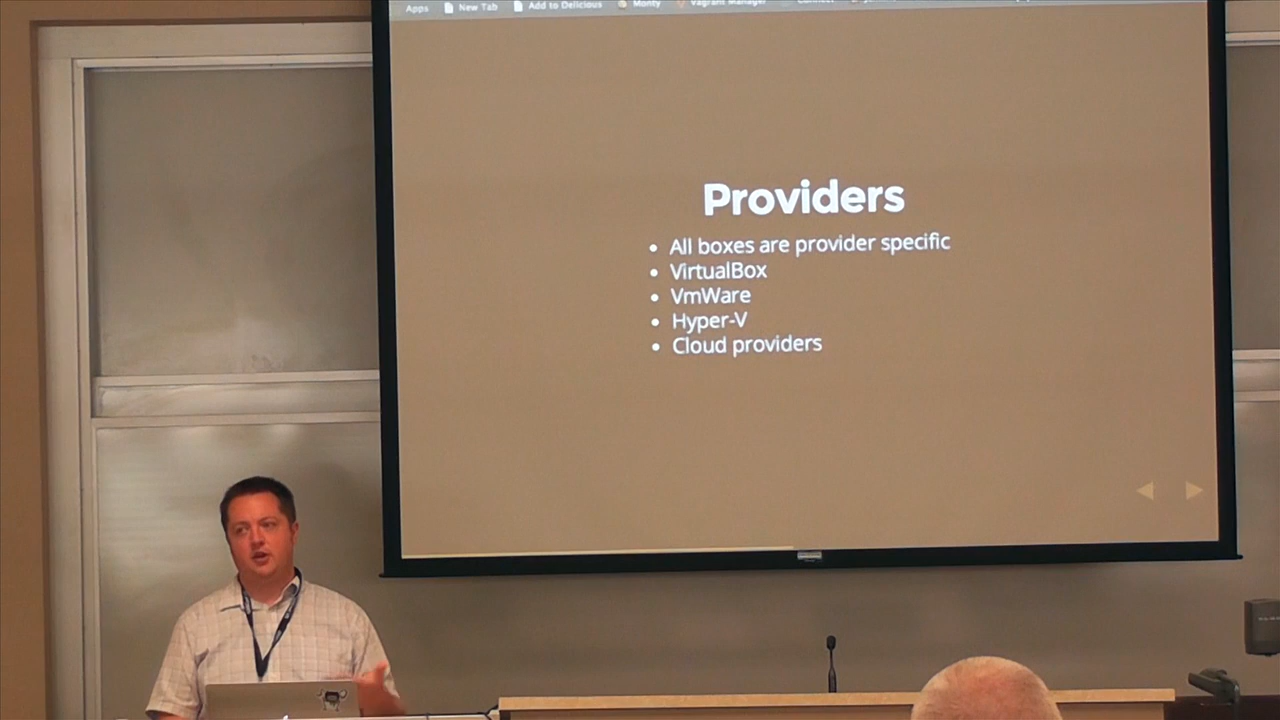 Apps New Tab Add to Delicious Monty Vagrant Manager Connect
Providers
All boxes are provider specific
VirtualBox
VmWare
Hyper-V
Cloud providers